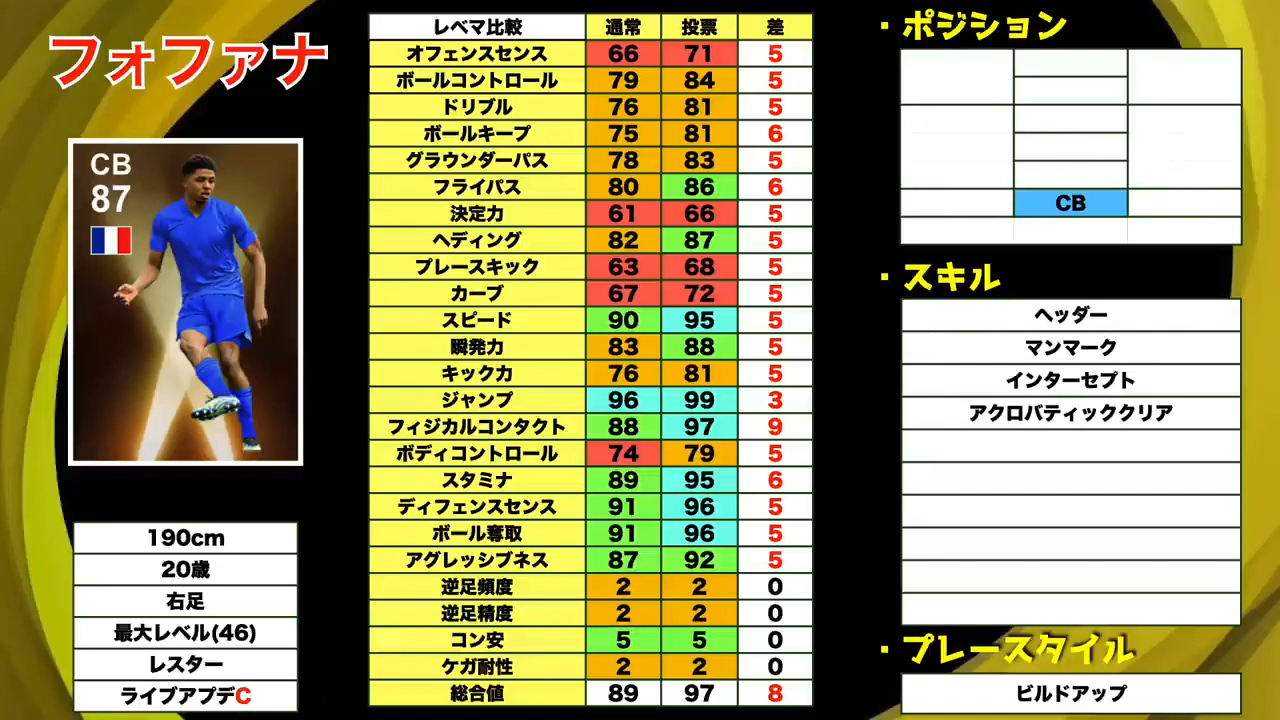 フォファナ
CB
87
190cm
20歳
右足
最大レベル(46)
レスター
ライブアプデC
レベマ比較 通常 投票 差
オフェンスセンス 66 71 5
ボールコントロール 79 84 5
ドリブル 76 81 5
ボールキープ 75 81 6
グラウンダーパス 78 83 5
フライパス 80 86 6
決定力 61 66 5
ヘディング 82 87 5
プレースキック 63 68 5
カーブ 67 72 5
スピード 90 95 5
瞬発力 83 88 5
キック力 76 81 5
ジャンプ 96 99 3
フィジカルコンタクト 88 97 9
ボディコントロール 74 79 5
スタミナ 89 95 6
ディフェンスセンス 91 96 5
ボール奪取 91 96 5
アグレッシブネス 87 92 5
逆足頻度 2 2 0
逆足精度 2 2 0
コン安 5 5 0
ケガ耐性 2 2 0
総合値 89 97 8
・ポジション
CB
・スキル
ヘッダー
マンマーク
インターセプト
アクロバティッククリア
・プレースタイル
ビルドアップ